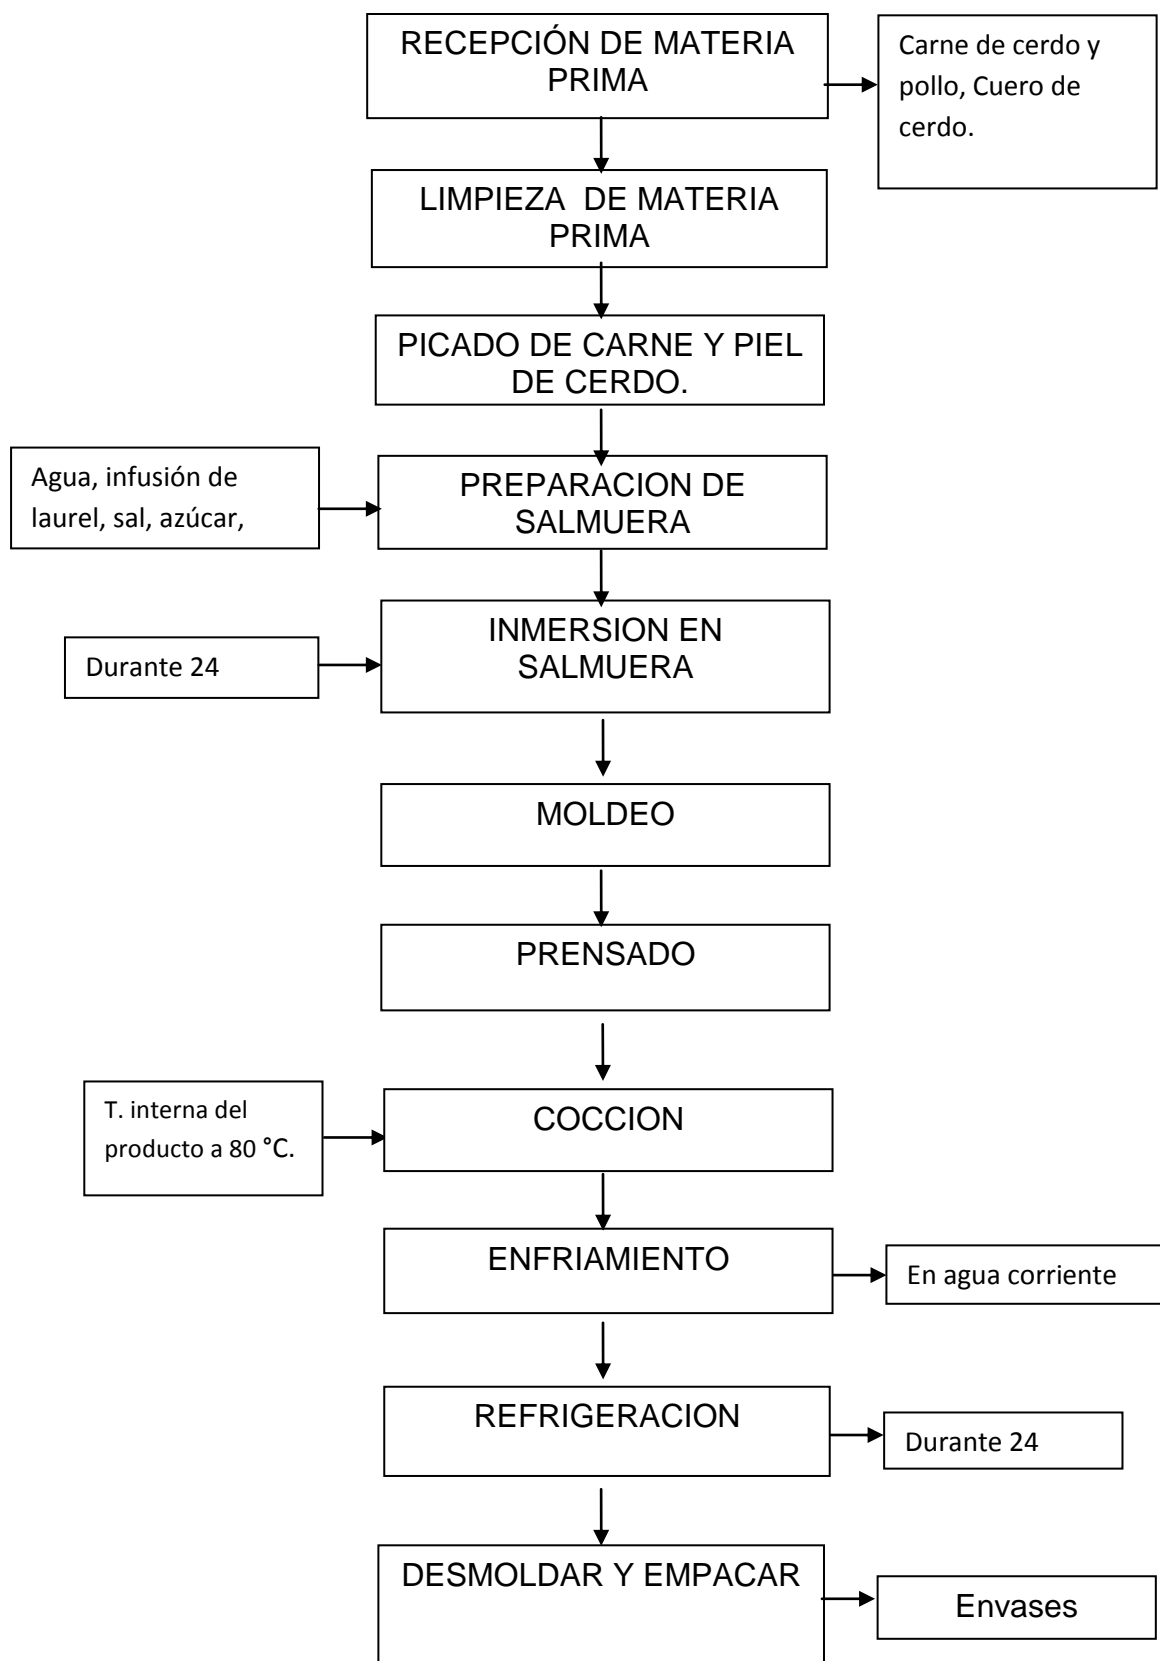 RECEPCIÓN DE MATERIA
PRIMA
Carne de cerdo y
pollo, Cuero de
cerdo.
LIMPIEZA DE MATERIA
PRIMA
PICADO DE CARNE Y PIEL
DE CERDO.
Agua, infusión de
laurel, sal, azúcar,
PREPARACION DE
SALMUERA
INMERSION EN
SALMUERA
Durante 24
MOLDEO
PRENSADO
T. interna del
producto a 80 °C.
COCCION
ENFRIAMIENTO
En agua corriente
REFRIGERACION
Durante 24
DESMOLDAR Y EMPACAR
Envases